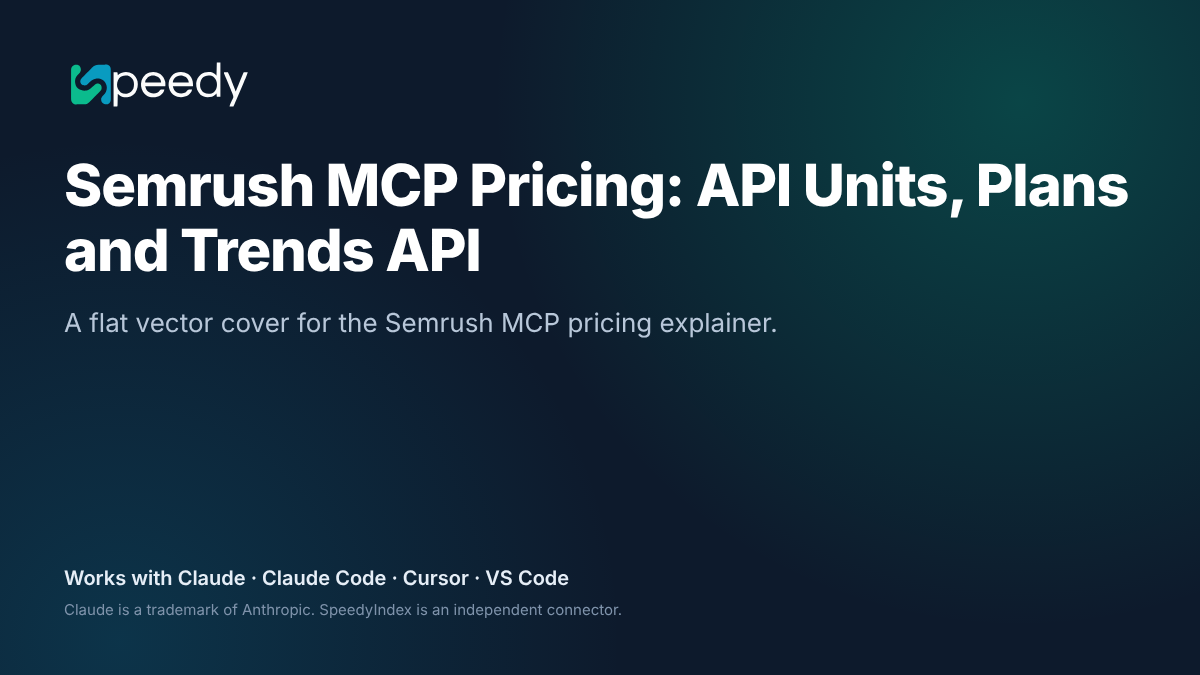 Speedy
Semrush MCP Pricing: API Units, Plans
and Trends API
A flat vector cover for the Semrush MCP pricing explainer.
Works with Claude · Claude Code · Cursor · VS Code
Claude is a trademark of Anthropic. SpeedyIndex is an independent connector.